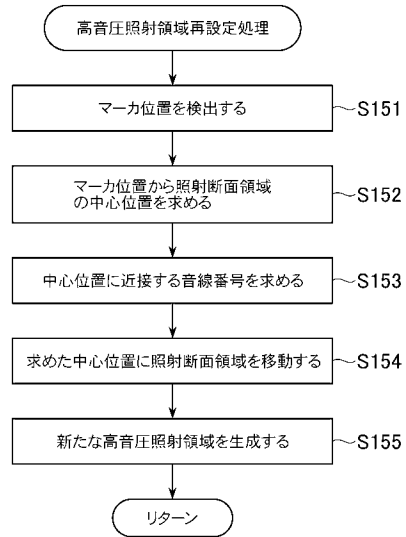 高音圧照射領域再設定処理
マーカ位置を検出する
S151
マーカ位置から照射断面領域
の中心位置を求める
S152
中心位置に近接する音線番号を求める
S153
求めた中心位置に照射断面領域を移動する
S154
新たな高音圧照射領域を生成する
S155
リターン